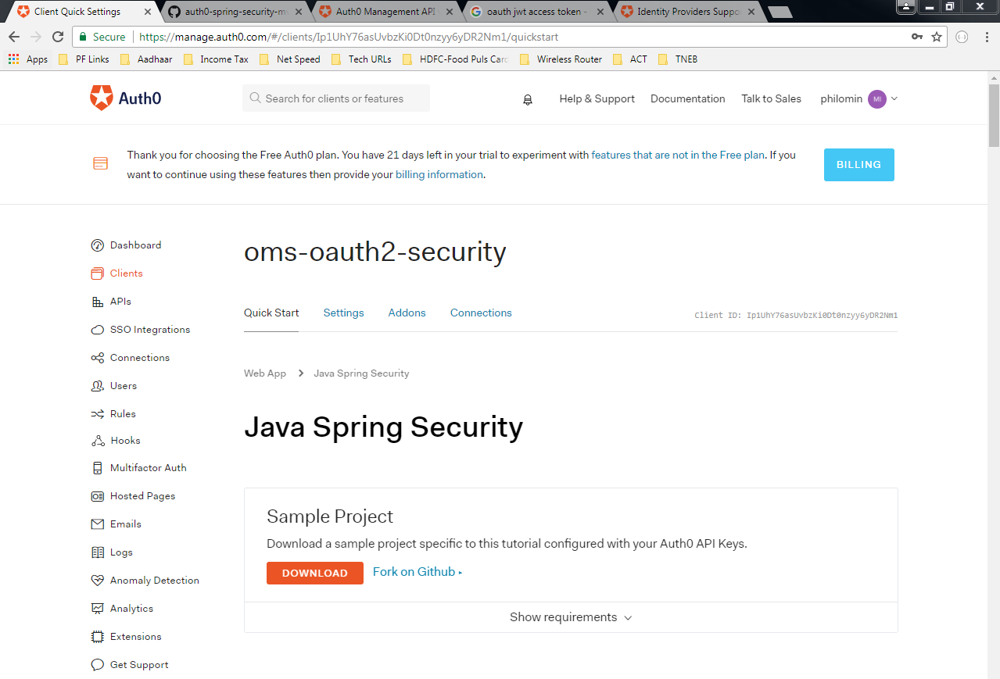 Client Quick Settings
auth0-spring-security-m
Auth0 Management API
oauth jwt access token -
Identity Providers Suppo
Secure https://manage.auth0.com/#/clients/Ip1UhY76asUvbzKi0Dt0nzyy6yDR2Nm1/quickstart
Apps PF Links Aadhaar Income Tax Net Speed Tech URLs HDFC-Food Puls Card Wireless Router ACT TNEB
Auth0
Search for clients or features
Help & Support Documentation Talk to Sales philomin MI
Thank you for choosing the Free Auth0 plan. You have 21 days left in your trial to experiment with features that are not in the Free plan. If you
want to continue using these features then provide your billing information.
BILLING
Dashboard
Clients
APIs
SSO Integrations
Connections
Users
Rules
Hooks
Multifactor Auth
Hosted Pages
Emails
Logs
Anomaly Detection
Analytics
Extensions
Get Support
oms-oauth2-security
Quick Start Settings Addons Connections
Client ID: Ip1UhY76asUvbzKi0Dt0nzyy6yDR2Nm1
Web App Java Spring Security
Java Spring Security
Sample Project
Download a sample project specific to this tutorial configured with your Auth0 API Keys.
DOWNLOAD Fork on Github
Show requirements